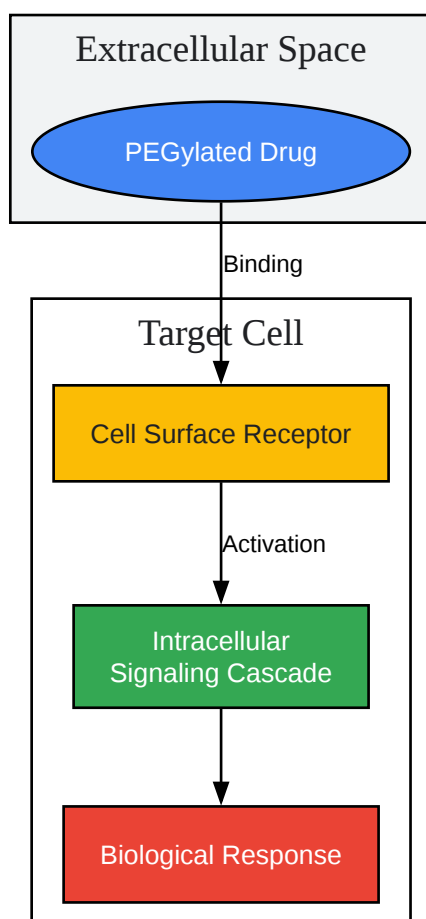 Extracellular Space
PEGylated Drug
Binding
Target Cell
Cell Surface Receptor
Activation
Intracellular
Signaling Cascade
Biological Response